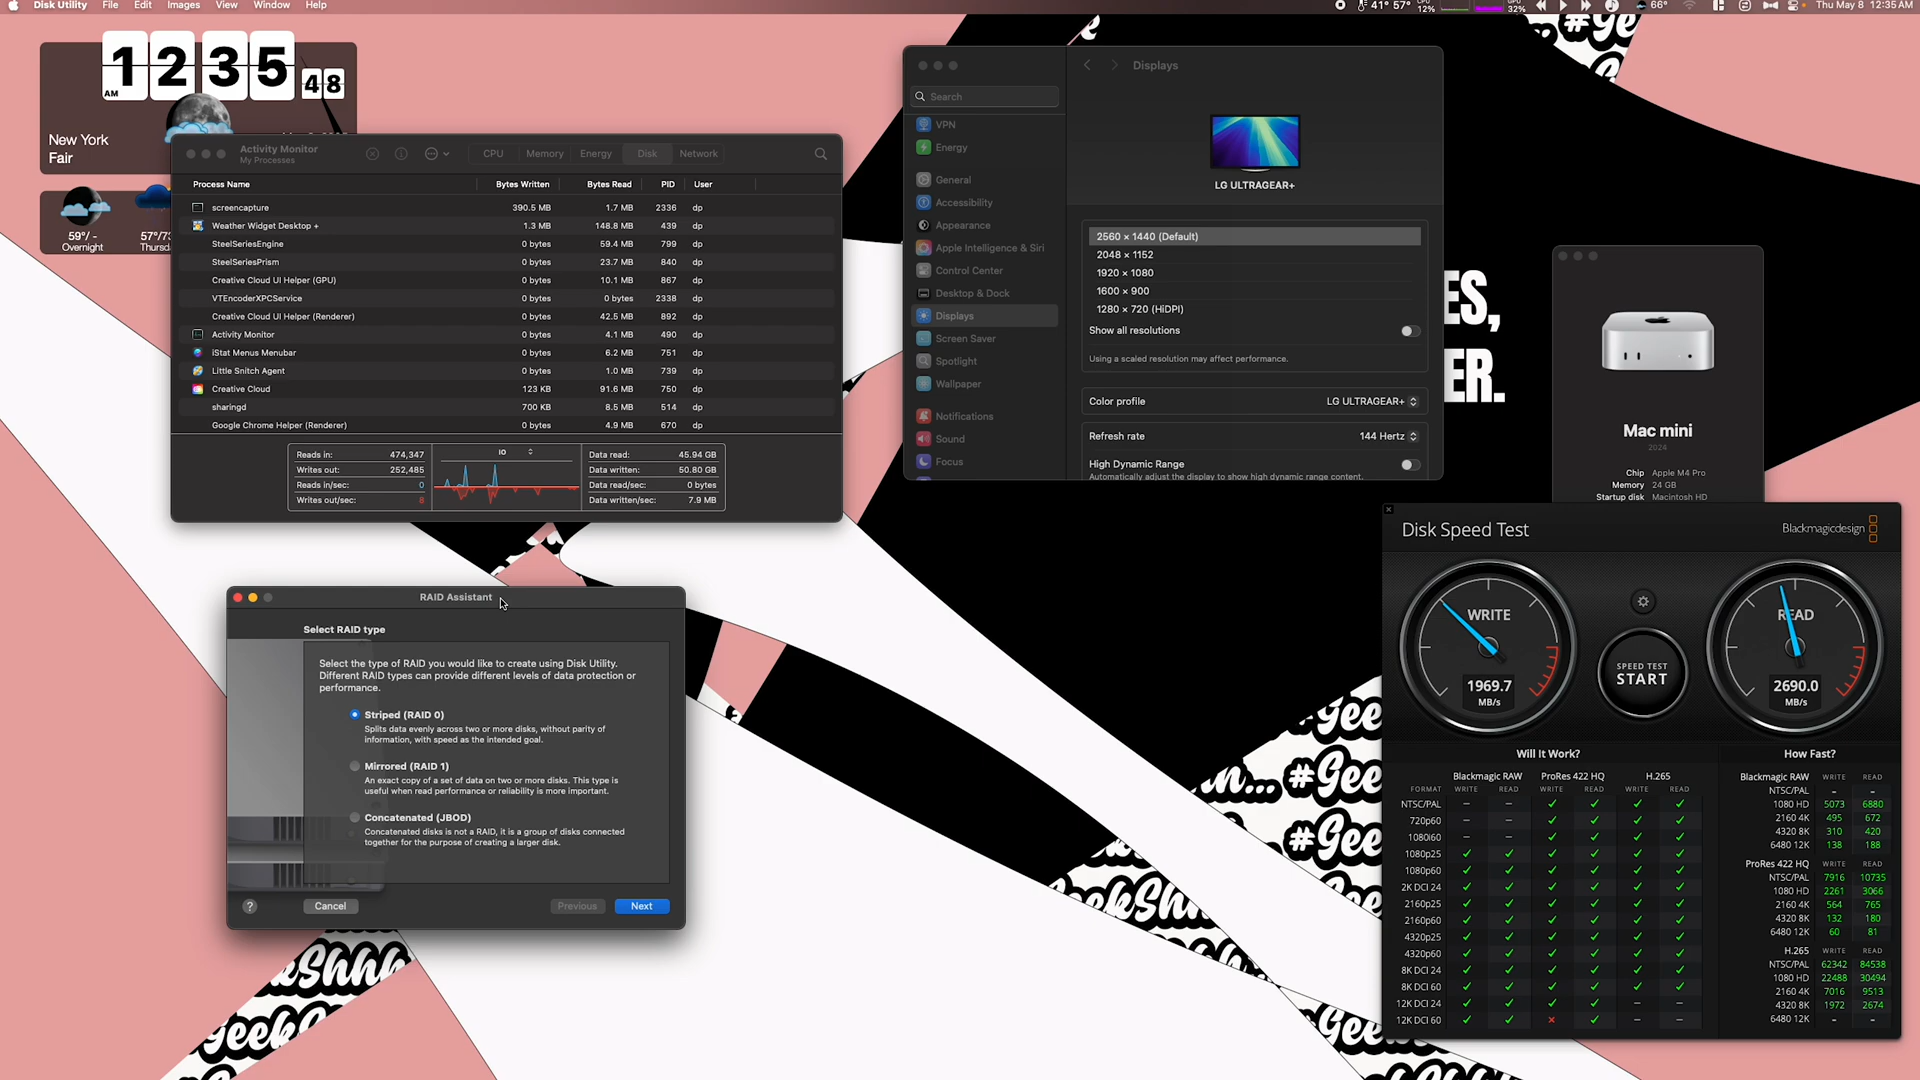 Disk Utility File Edit Images View Window Help
41° 57° CPU 12% 32% 66° Thu May 8 12:35 AM
AM 12 35 48
New York
Fair
59°/-
Overnight
57°/7
Thursd
Activity Monitor
My Processes
CPU Memory Energy Disk Network
Process Name Bytes Written Bytes Read PID User
screencapture 390.5 MB 1.7 MB 2336 dp
Weather Widget Desktop + 1.3 MB 148.8 MB 439 dp
SteelSeriesEngine 0 bytes 59.4 MB 799 dp
SteelSeriesPrism 0 bytes 23.7 MB 840 dp
Creative Cloud UI Helper (GPU) 0 bytes 10.1 MB 867 dp
VTEncoderXPCService 0 bytes 0 bytes 2338 dp
Creative Cloud UI Helper (Renderer) 0 bytes 42.5 MB 892 dp
Activity Monitor 0 bytes 4.1 MB 490 dp
iStat Menus Menubar 0 bytes 6.2 MB 751 dp
Little Snitch Agent 0 bytes 1.0 MB 739 dp
Creative Cloud 123 KB 91.6 MB 750 dp
sharingd 700 KB 8.5 MB 514 dp
Google Chrome Helper (Renderer) 0 bytes 4.9 MB 670 dp
Reads in: 474,347 IO Data read: 45.94 GB
Writes out: 252,485 Data written: 50.80 GB
Reads in/sec: 0 Data read/sec: 0 bytes
Writes out/sec: 8 Data written/sec: 7.9 MB
Displays
Search
VPN
Energy
General
Accessibility
Appearance
Apple Intelligence & Siri
Control Center
Desktop & Dock
Displays
Screen Saver
Spotlight
Wallpaper
Notifications
Sound
Focus
LG ULTRAGEAR+
2560 × 1440 (Default)
2048 × 1152
1920 × 1080
1600 × 900
1280 × 720 (HiDPI)
Show all resolutions
Using a scaled resolution may affect performance.
Color profile LG ULTRAGEAR+
Refresh rate 144 Hertz
High Dynamic Range
Automatically adjust the display to show high dynamic range content.
ES,
ER.
Mac mini
2024
Chip Apple M4 Pro
Memory 24 GB
Startup disk Macintosh HD
RAID Assistant
Select RAID type
Select the type of RAID you would like to create using Disk Utility.
Different RAID types can provide different levels of data protection or
performance.
Striped (RAID 0)
Splits data evenly across two or more disks, without parity of
information, with speed as the intended goal.
Mirrored (RAID 1)
An exact copy of a set of data on two or more disks. This type is
useful when read performance or reliability is more important.
Concatenated (JBOD)
Concatenated disks is not a RAID, it is a group of disks connected
together for the purpose of creating a larger disk.
? Cancel Previous Next
Disk Speed Test Blackmagicdesign
WRITE
1969.7
MB/s
SPEED TEST
START
READ
2690.0
MB/s
Will It Work?
Blackmagic RAW ProRes 422 HQ H.265
FORMAT WRITE READ WRITE READ WRITE READ
NTSC/PAL – – ✓ ✓ ✓ ✓
720p60 – – ✓ ✓ ✓ ✓
1080i60 – – ✓ ✓ ✓ ✓
1080p25 ✓ ✓ ✓ ✓ ✓ ✓
1080p60 ✓ ✓ ✓ ✓ ✓ ✓
2K DCI 24 ✓ ✓ ✓ ✓ ✓ ✓
2160p25 ✓ ✓ ✓ ✓ ✓ ✓
2160p60 ✓ ✓ ✓ ✓ ✓ ✓
4320p25 ✓ ✓ ✓ ✓ ✓ ✓
4320p60 ✓ ✓ ✓ ✓ ✓ ✓
8K DCI 24 ✓ ✓ ✓ ✓ ✓ ✓
8K DCI 60 ✓ ✓ ✓ ✓ ✓ ✓
12K DCI 24 ✓ ✓ ✓ ✓ – –
12K DCI 60 ✓ ✓ × ✓ – –
How Fast?
Blackmagic RAW WRITE READ
NTSC/PAL – –
1080 HD 5073 6880
2160 4K 495 672
4320 8K 310 420
6480 12K 138 188
ProRes 422 HQ WRITE READ
NTSC/PAL 7916 10735
1080 HD 2261 3066
2160 4K 564 765
4320 8K 132 180
6480 12K 60 81
H.265 WRITE READ
NTSC/PAL 62342 84538
1080 HD 22488 30494
2160 4K 7016 9513
4320 8K 1972 2674
6480 12K – –
#Ge
#Geek
#Gee
ekShhh
GeekSh